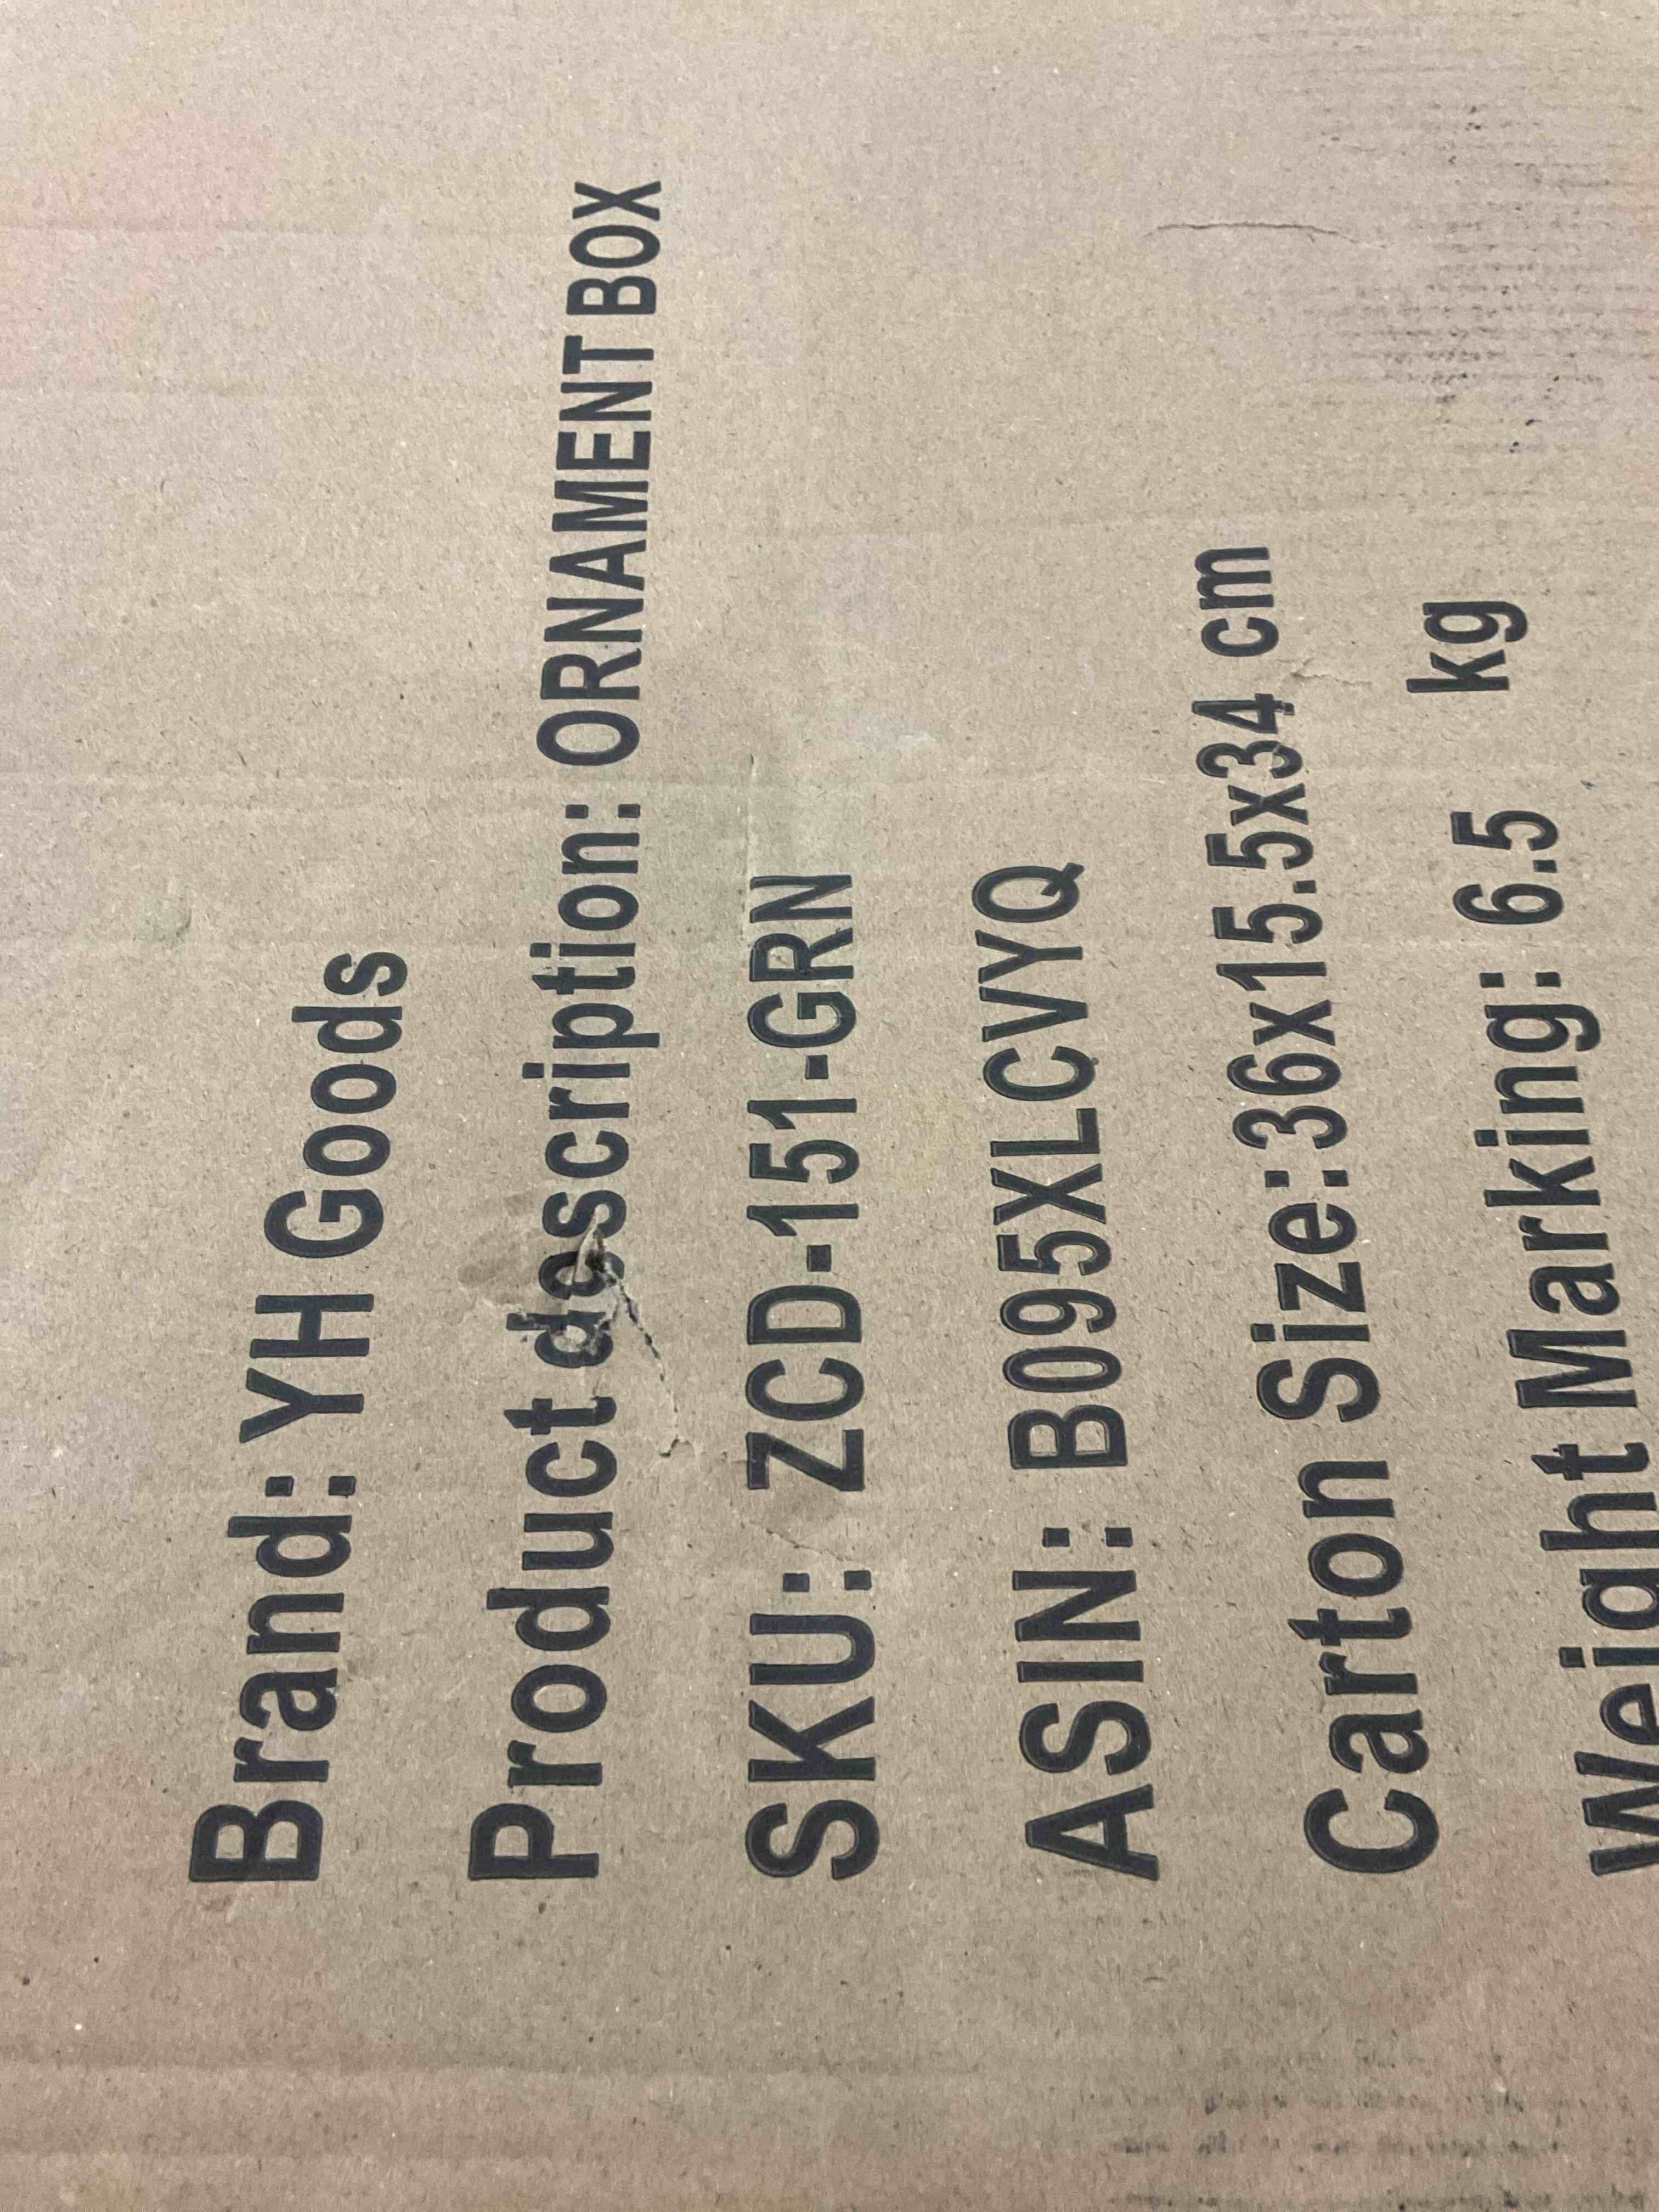 Brand: YH Goods
Product description: ORNAMENT BOX
SKU: ZCD-151-GRN
ASIN: B095XLCVYQ
Carton Size:36x15.5x34 cm
Weight Marking: 6.5 kg